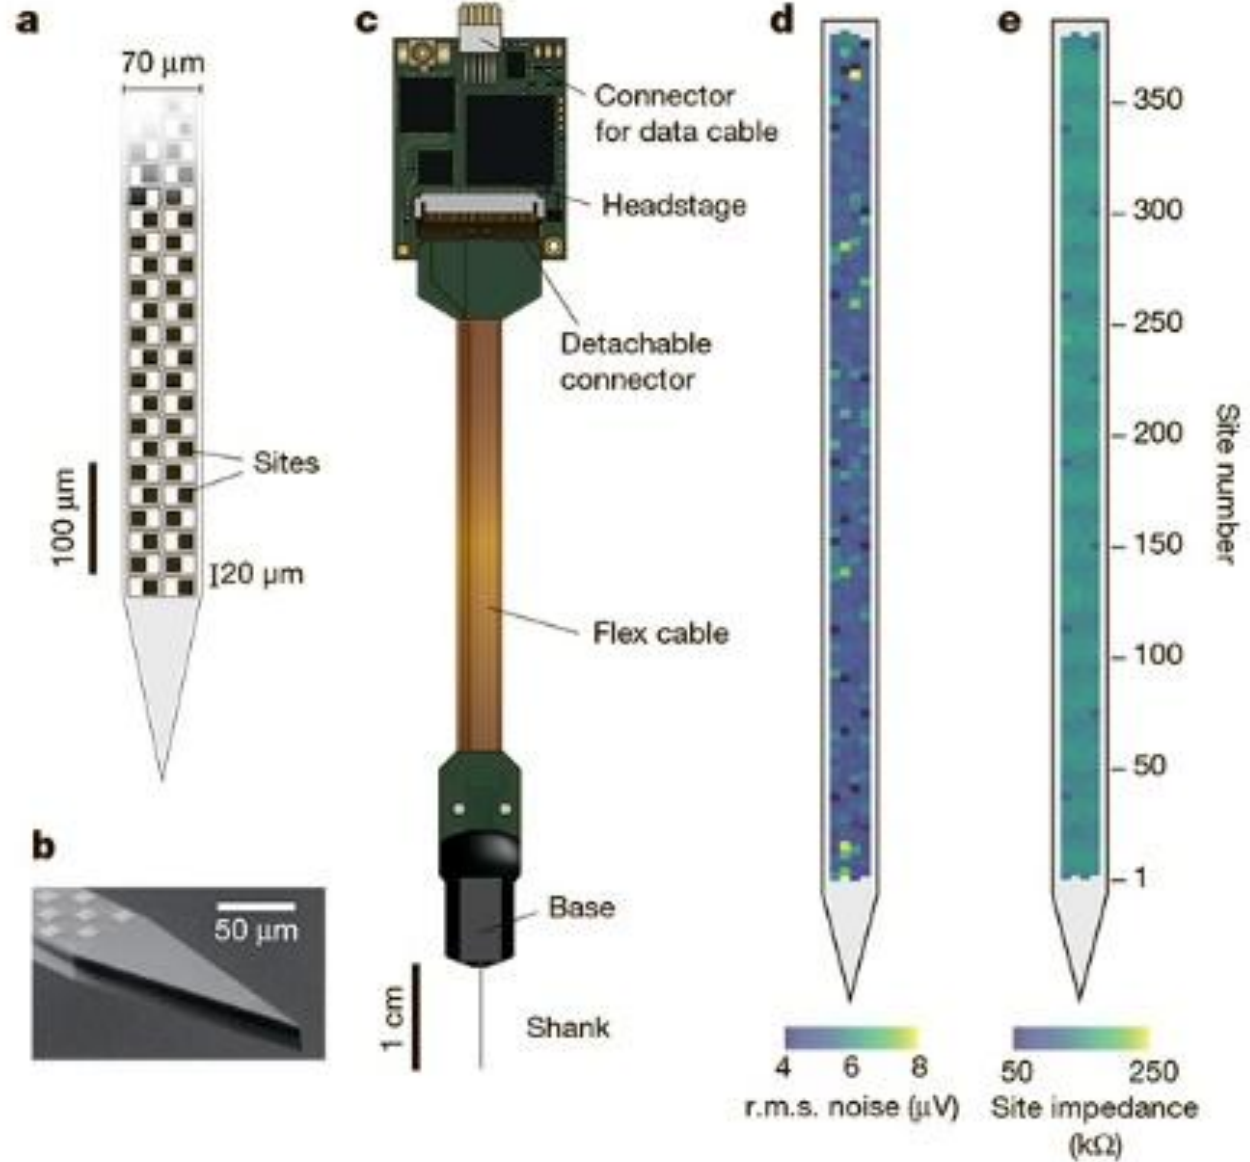 a
70 µm
Sites
100 µm
20 µm
b
50 µm
c
Connector
for data cable
Headstage
Detachable
connector
Flex cable
Base
1 cm
Shank
d
4
6
8
r.m.s. noise (µV)
e
350
300
250
200
150
100
50
1
Site number
50
250
Site impedance
(kΩ)